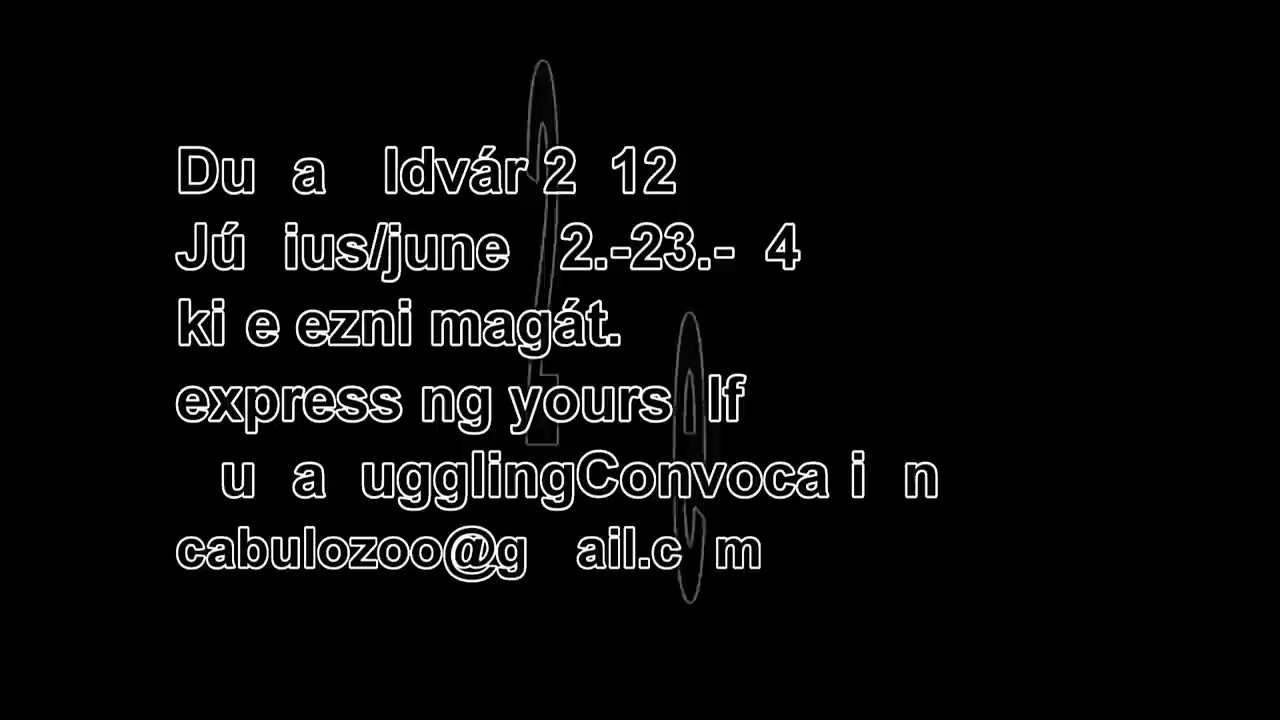 Du a ldvár 2 12
Jú ius/june 2.-23.- 4
ki e ezni magát.
express ng yours lf
u a ugglingConvoca i n
cabulozoo@g ail.c m